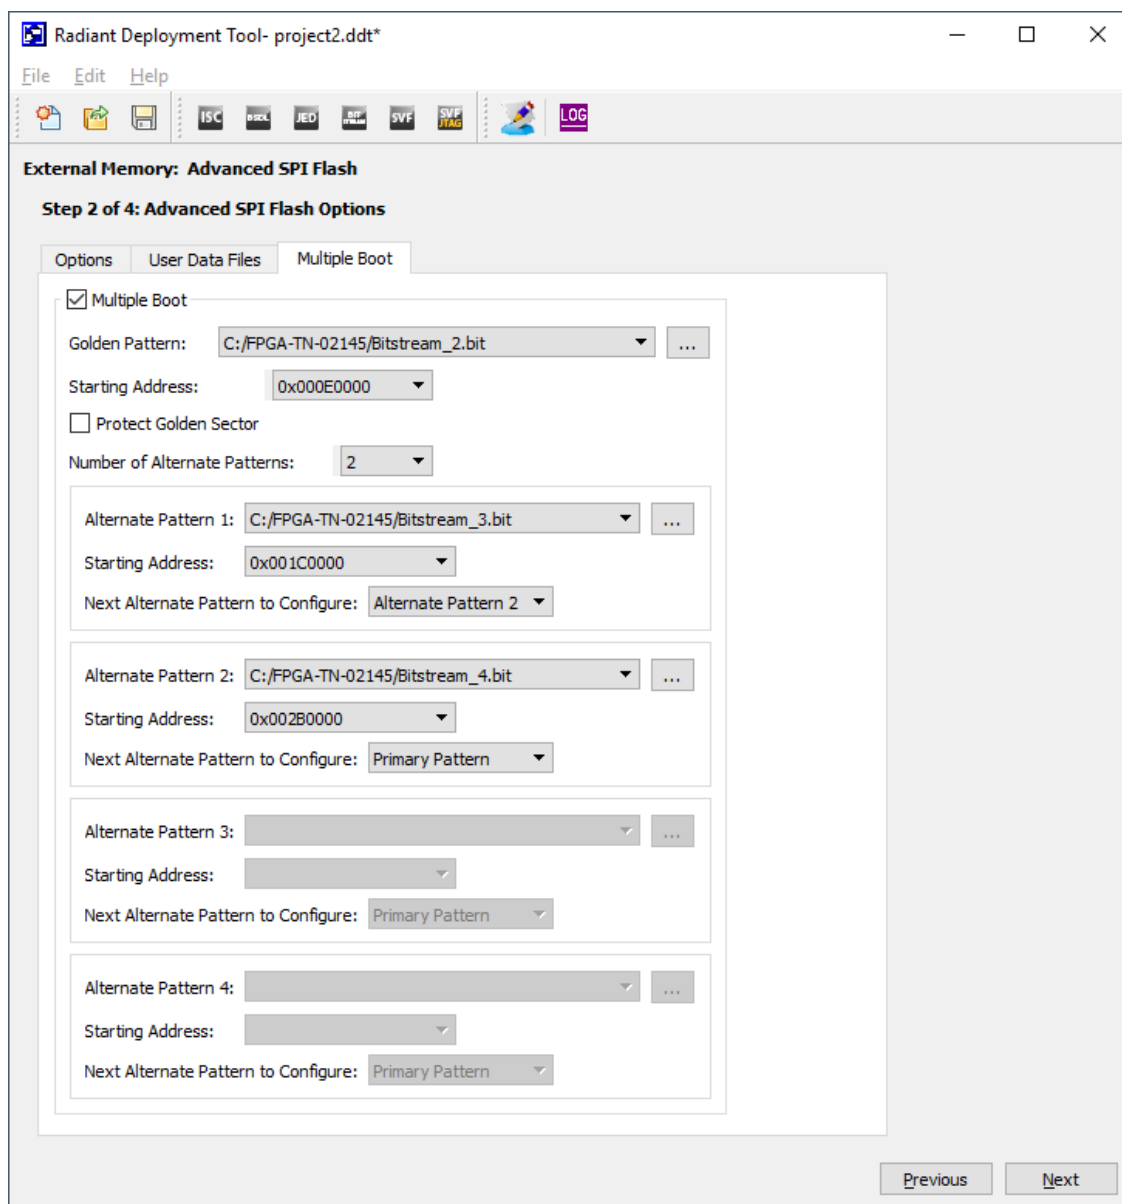 Radiant Deployment Tool- project2.ddt*
File Edit Help
ISC BSDL JED BIT STREAM SVF SVF JTAG LOG
External Memory: Advanced SPI Flash
Step 2 of 4: Advanced SPI Flash Options
Options User Data Files Multiple Boot
Multiple Boot
Golden Pattern: C:/FPGA-TN-02145/Bitstream_2.bit ...
Starting Address: 0x000E0000
Protect Golden Sector
Number of Alternate Patterns: 2
Alternate Pattern 1: C:/FPGA-TN-02145/Bitstream_3.bit ...
Starting Address: 0x001C0000
Next Alternate Pattern to Configure: Alternate Pattern 2
Alternate Pattern 2: C:/FPGA-TN-02145/Bitstream_4.bit ...
Starting Address: 0x002B0000
Next Alternate Pattern to Configure: Primary Pattern
Alternate Pattern 3: ...
Starting Address:
Next Alternate Pattern to Configure: Primary Pattern
Alternate Pattern 4: ...
Starting Address:
Next Alternate Pattern to Configure: Primary Pattern
Previous Next